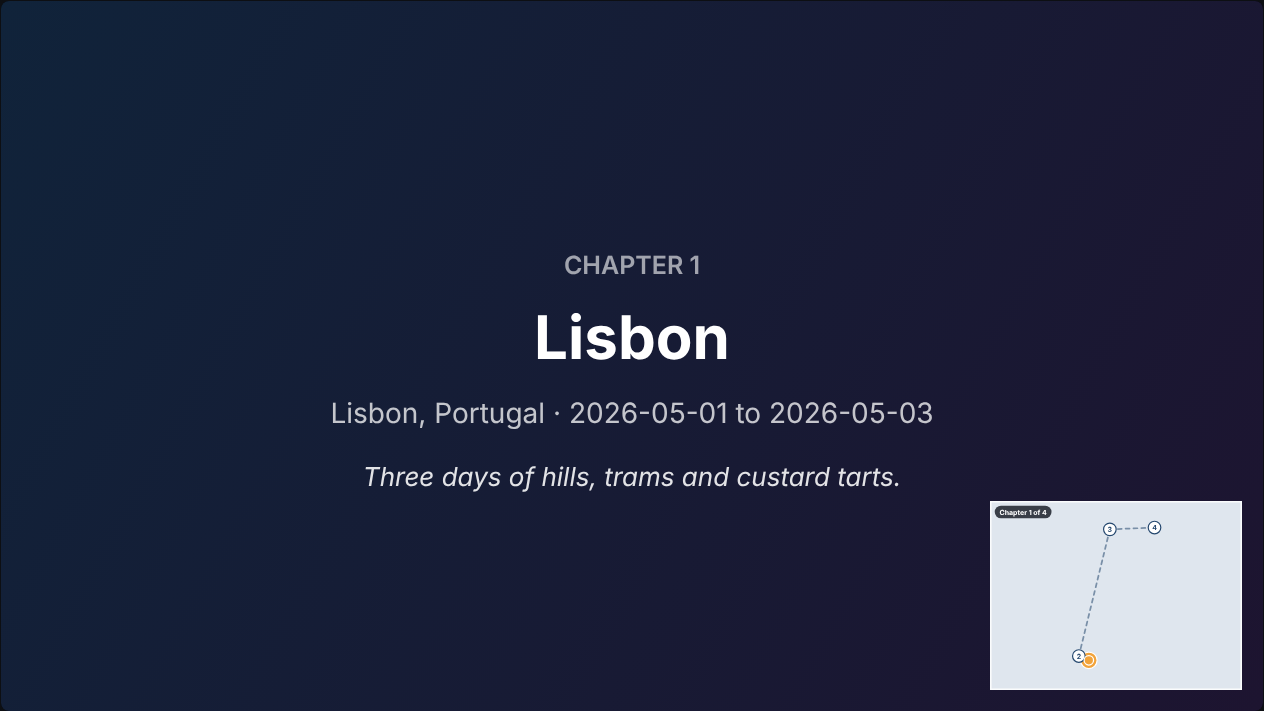 CHAPTER 1
Lisbon
Lisbon, Portugal · 2026-05-01 to 2026-05-03
Three days of hills, trams and custard tarts.
Chapter 1 of 4
3
4
2